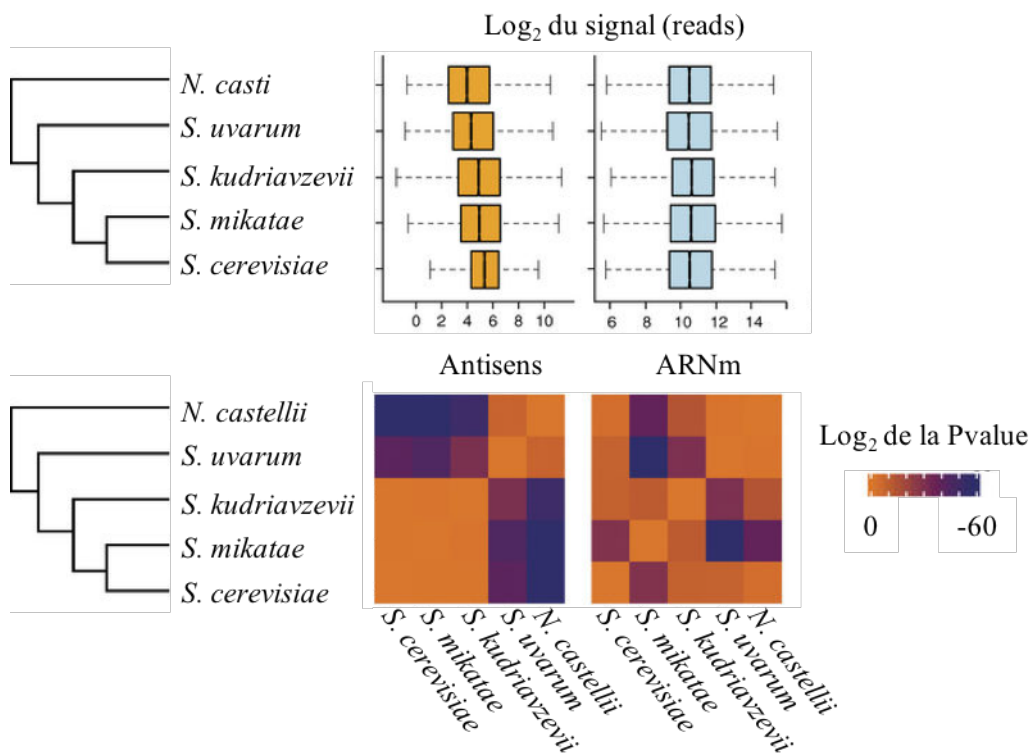 Log₂ du signal (reads)
N. casti
S. uvarum
S. kudriavzevii
S. mikatae
S. cerevisiae
0 2 4 6 8 10
6 8 10 12 14
Antisens ARNm
N. castellii
S. uvarum
S. kudriavzevii
S. mikatae
S. cerevisiae
Log₂ de la Pvalue
0 -60
S. cerevisiae
S. mikatae
S. kudriavzevii
S. uvarum
N. castellii
S. cerevisiae
S. mikatae
S. kudriavzevii
S. uvarum
N. castellii